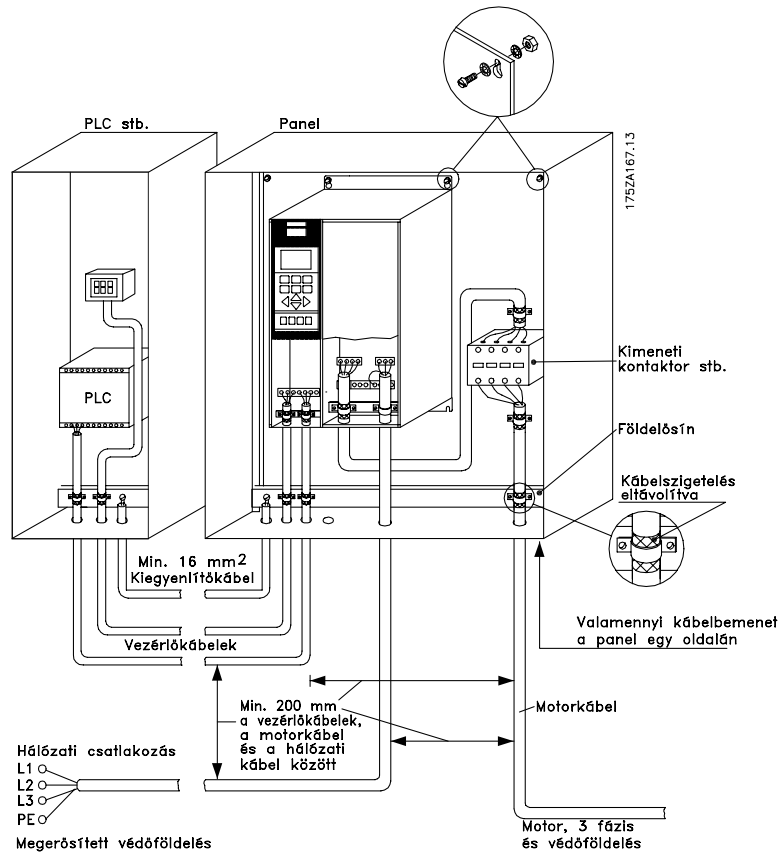 PLC stb.
Panel
175ZA167.13
PLC
Kimeneti
kontaktor stb.
Földelősín
Kábelszigetelés
eltávolítva
Min. 16 mm2
Kiegyenlítőkábel
Vezérlőkábelek
Valamennyi kábelbemenet
a panel egy oldalán
Min. 200 mm
a vezérlőkábelek,
a motorkábel
és a hálózati
kábel között
Motorkábel
Hálózati csatlakozás
L1
L2
L3
PE
Megerősített védőföldelés
Motor, 3 fázis
és védőföldelés